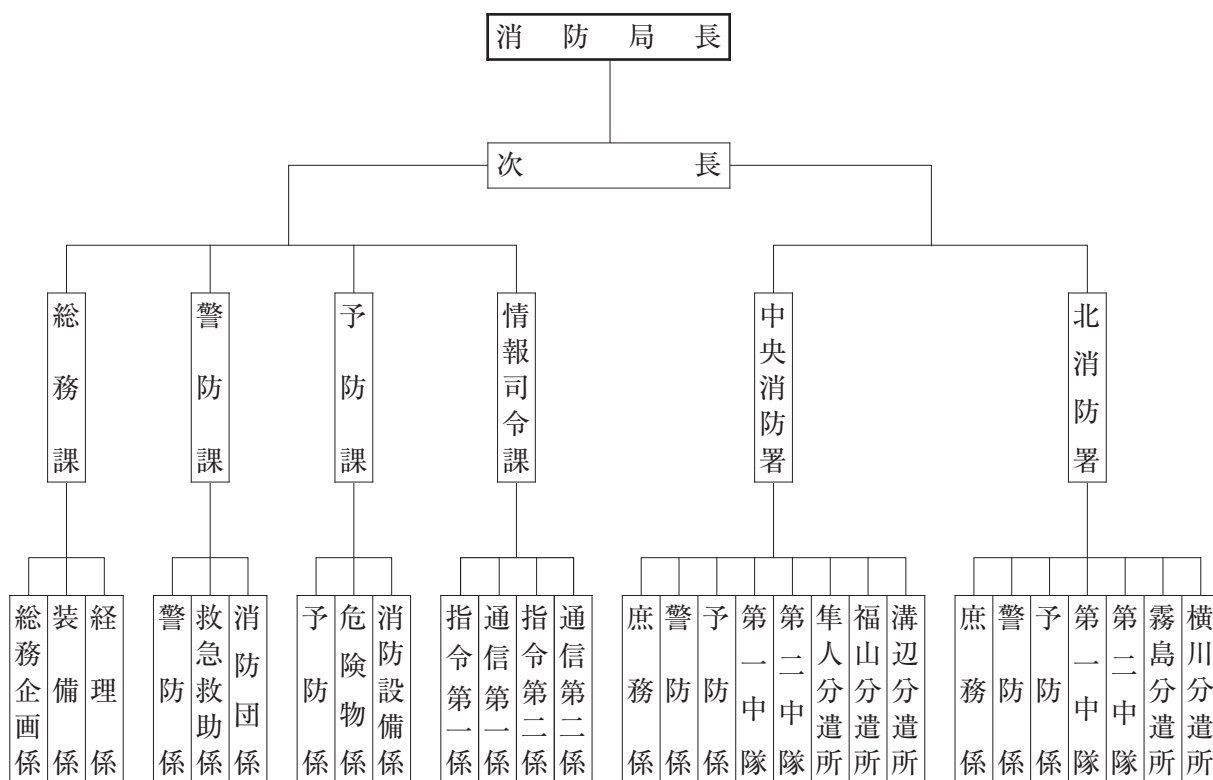 消防局長
次長
総務課
警防課
予防課
情報司令課
中央消防署
北消防署
総務企画係
装備係
経理係
警防係
救急救助係
消防団係
予防係
危険物係
消防設備係
指令第一係
通信第一係
指令第二係
通信第二係
庶務係
警防係
予防係
第一中隊
第二中隊
隼人分遣所
福山分遣所
溝辺分遣所
庶務係
警防係
予防係
第一中隊
第二中隊
霧島分遣所
横川分遣所